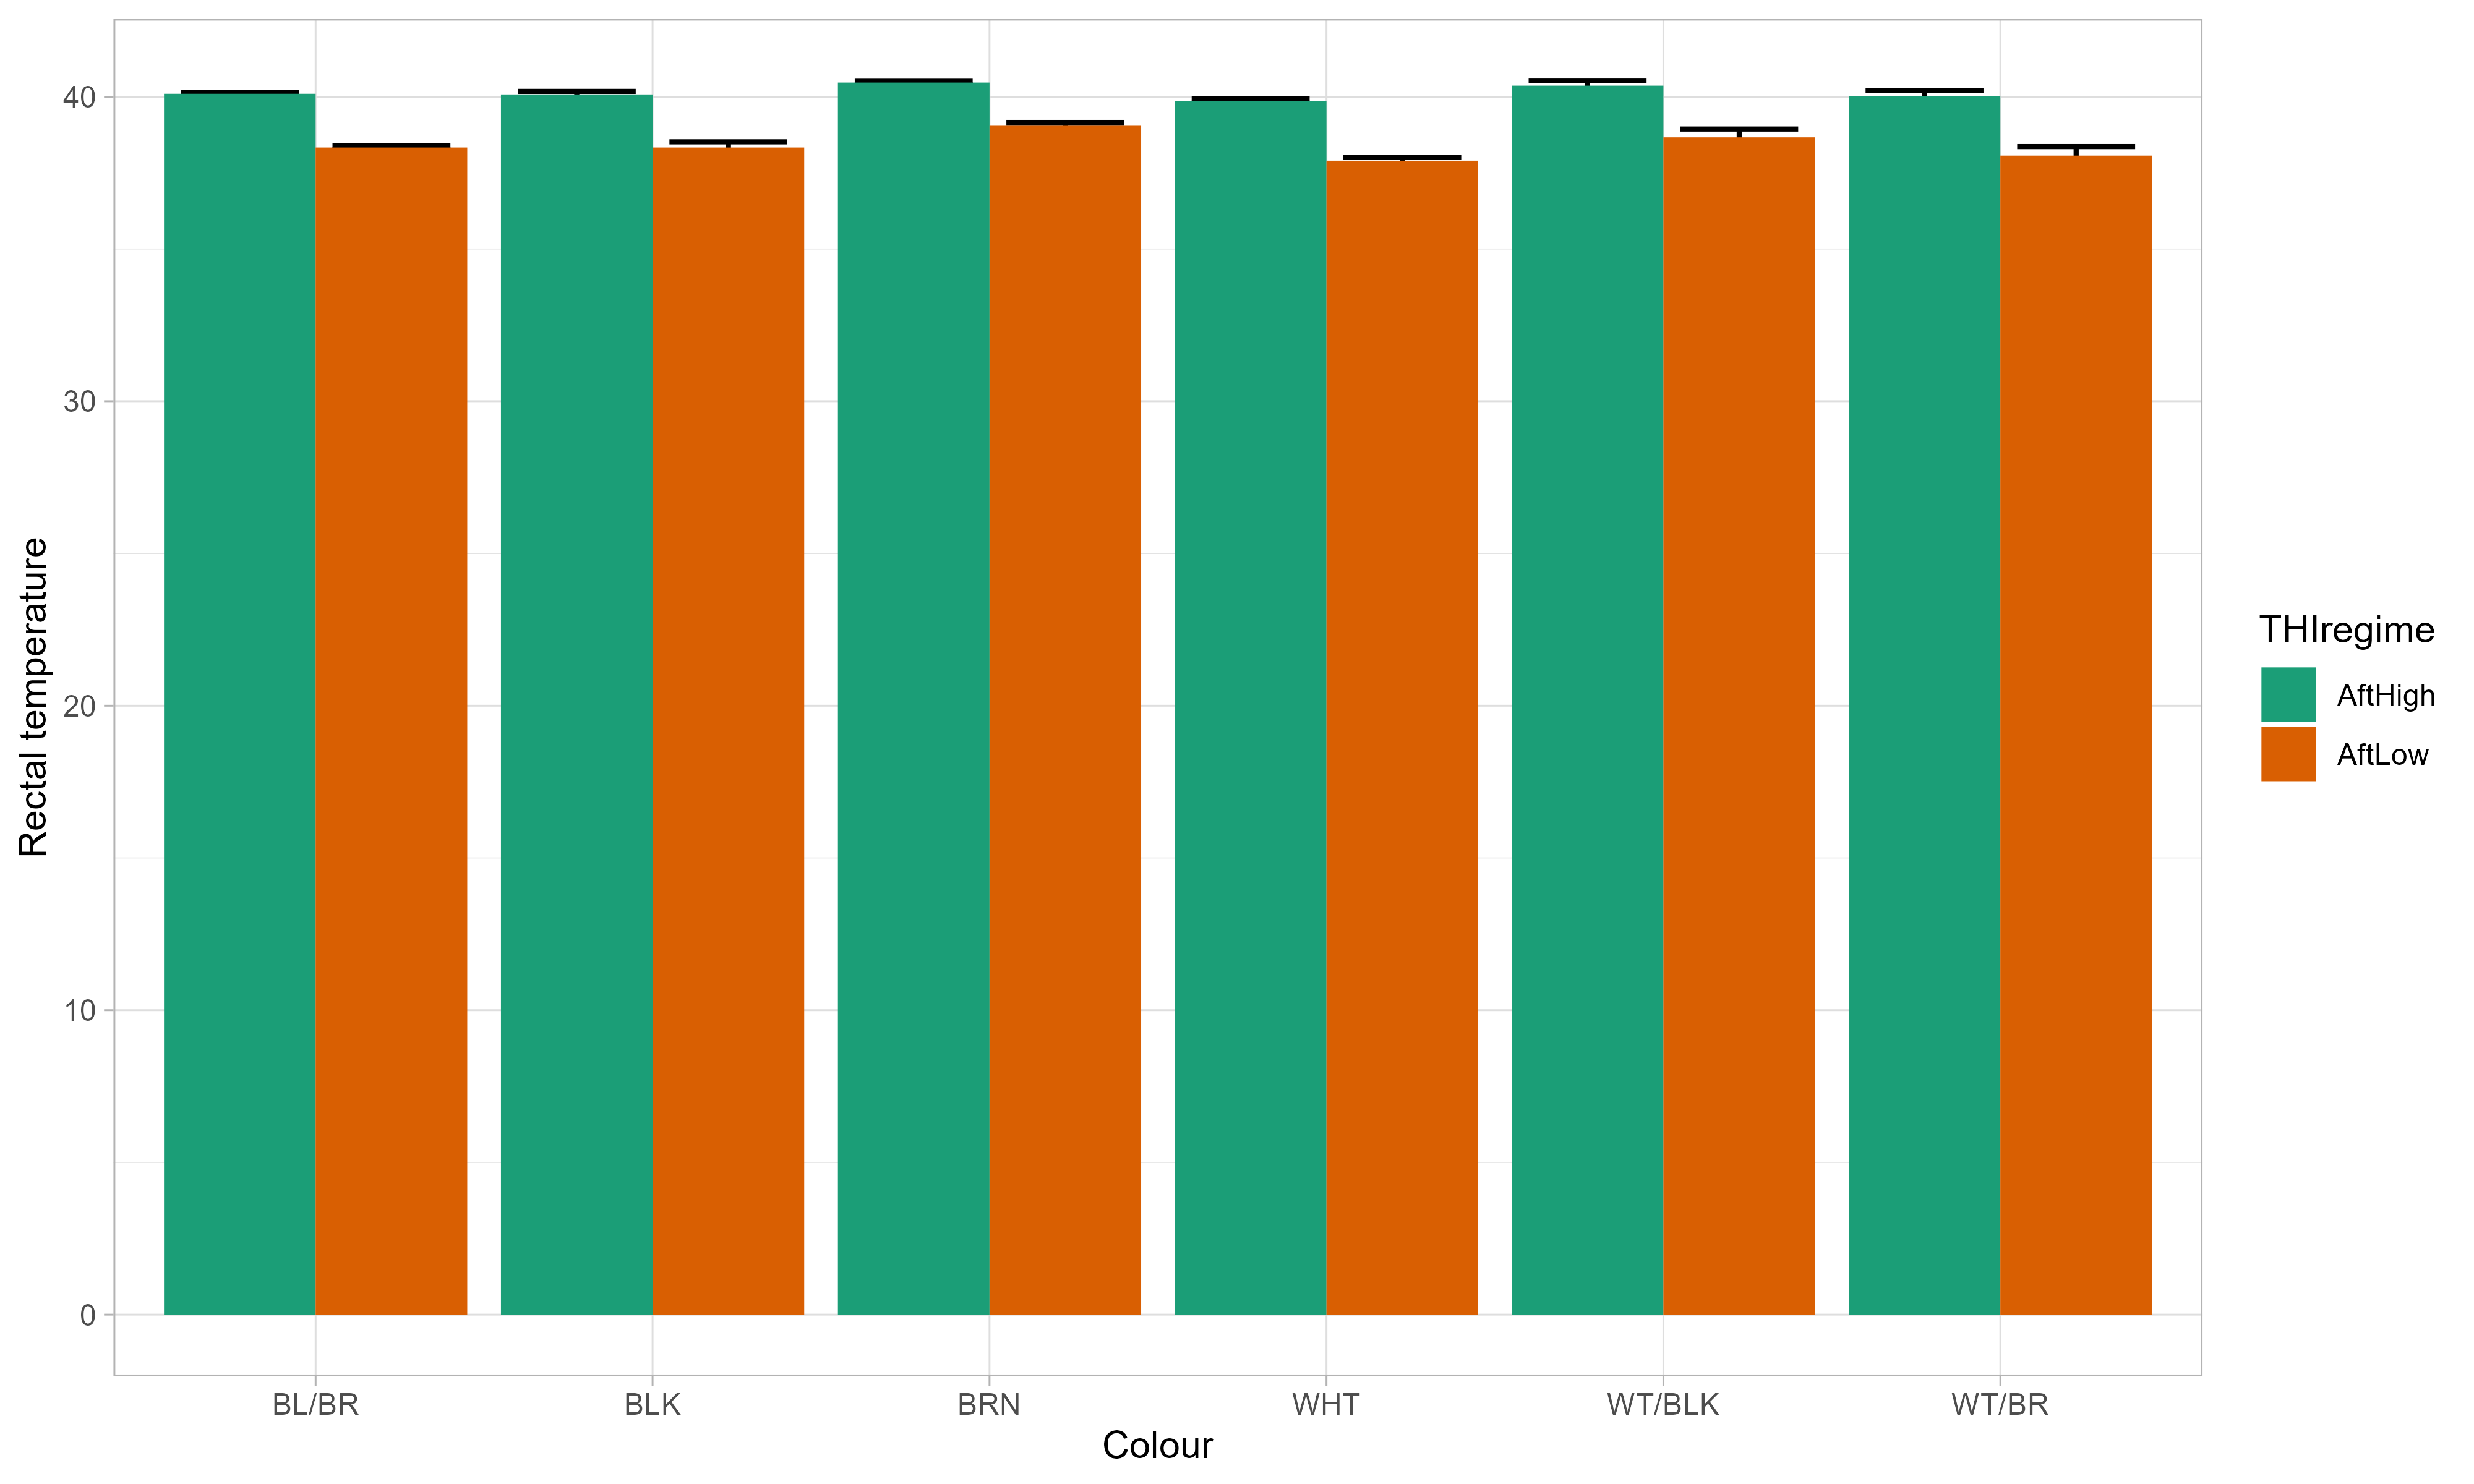 40
30
20
10
0
Rectal temperature
BL/BR BLK BRN WHT WT/BLK WT/BR
Colour
THIregime
AftHigh
AftLow